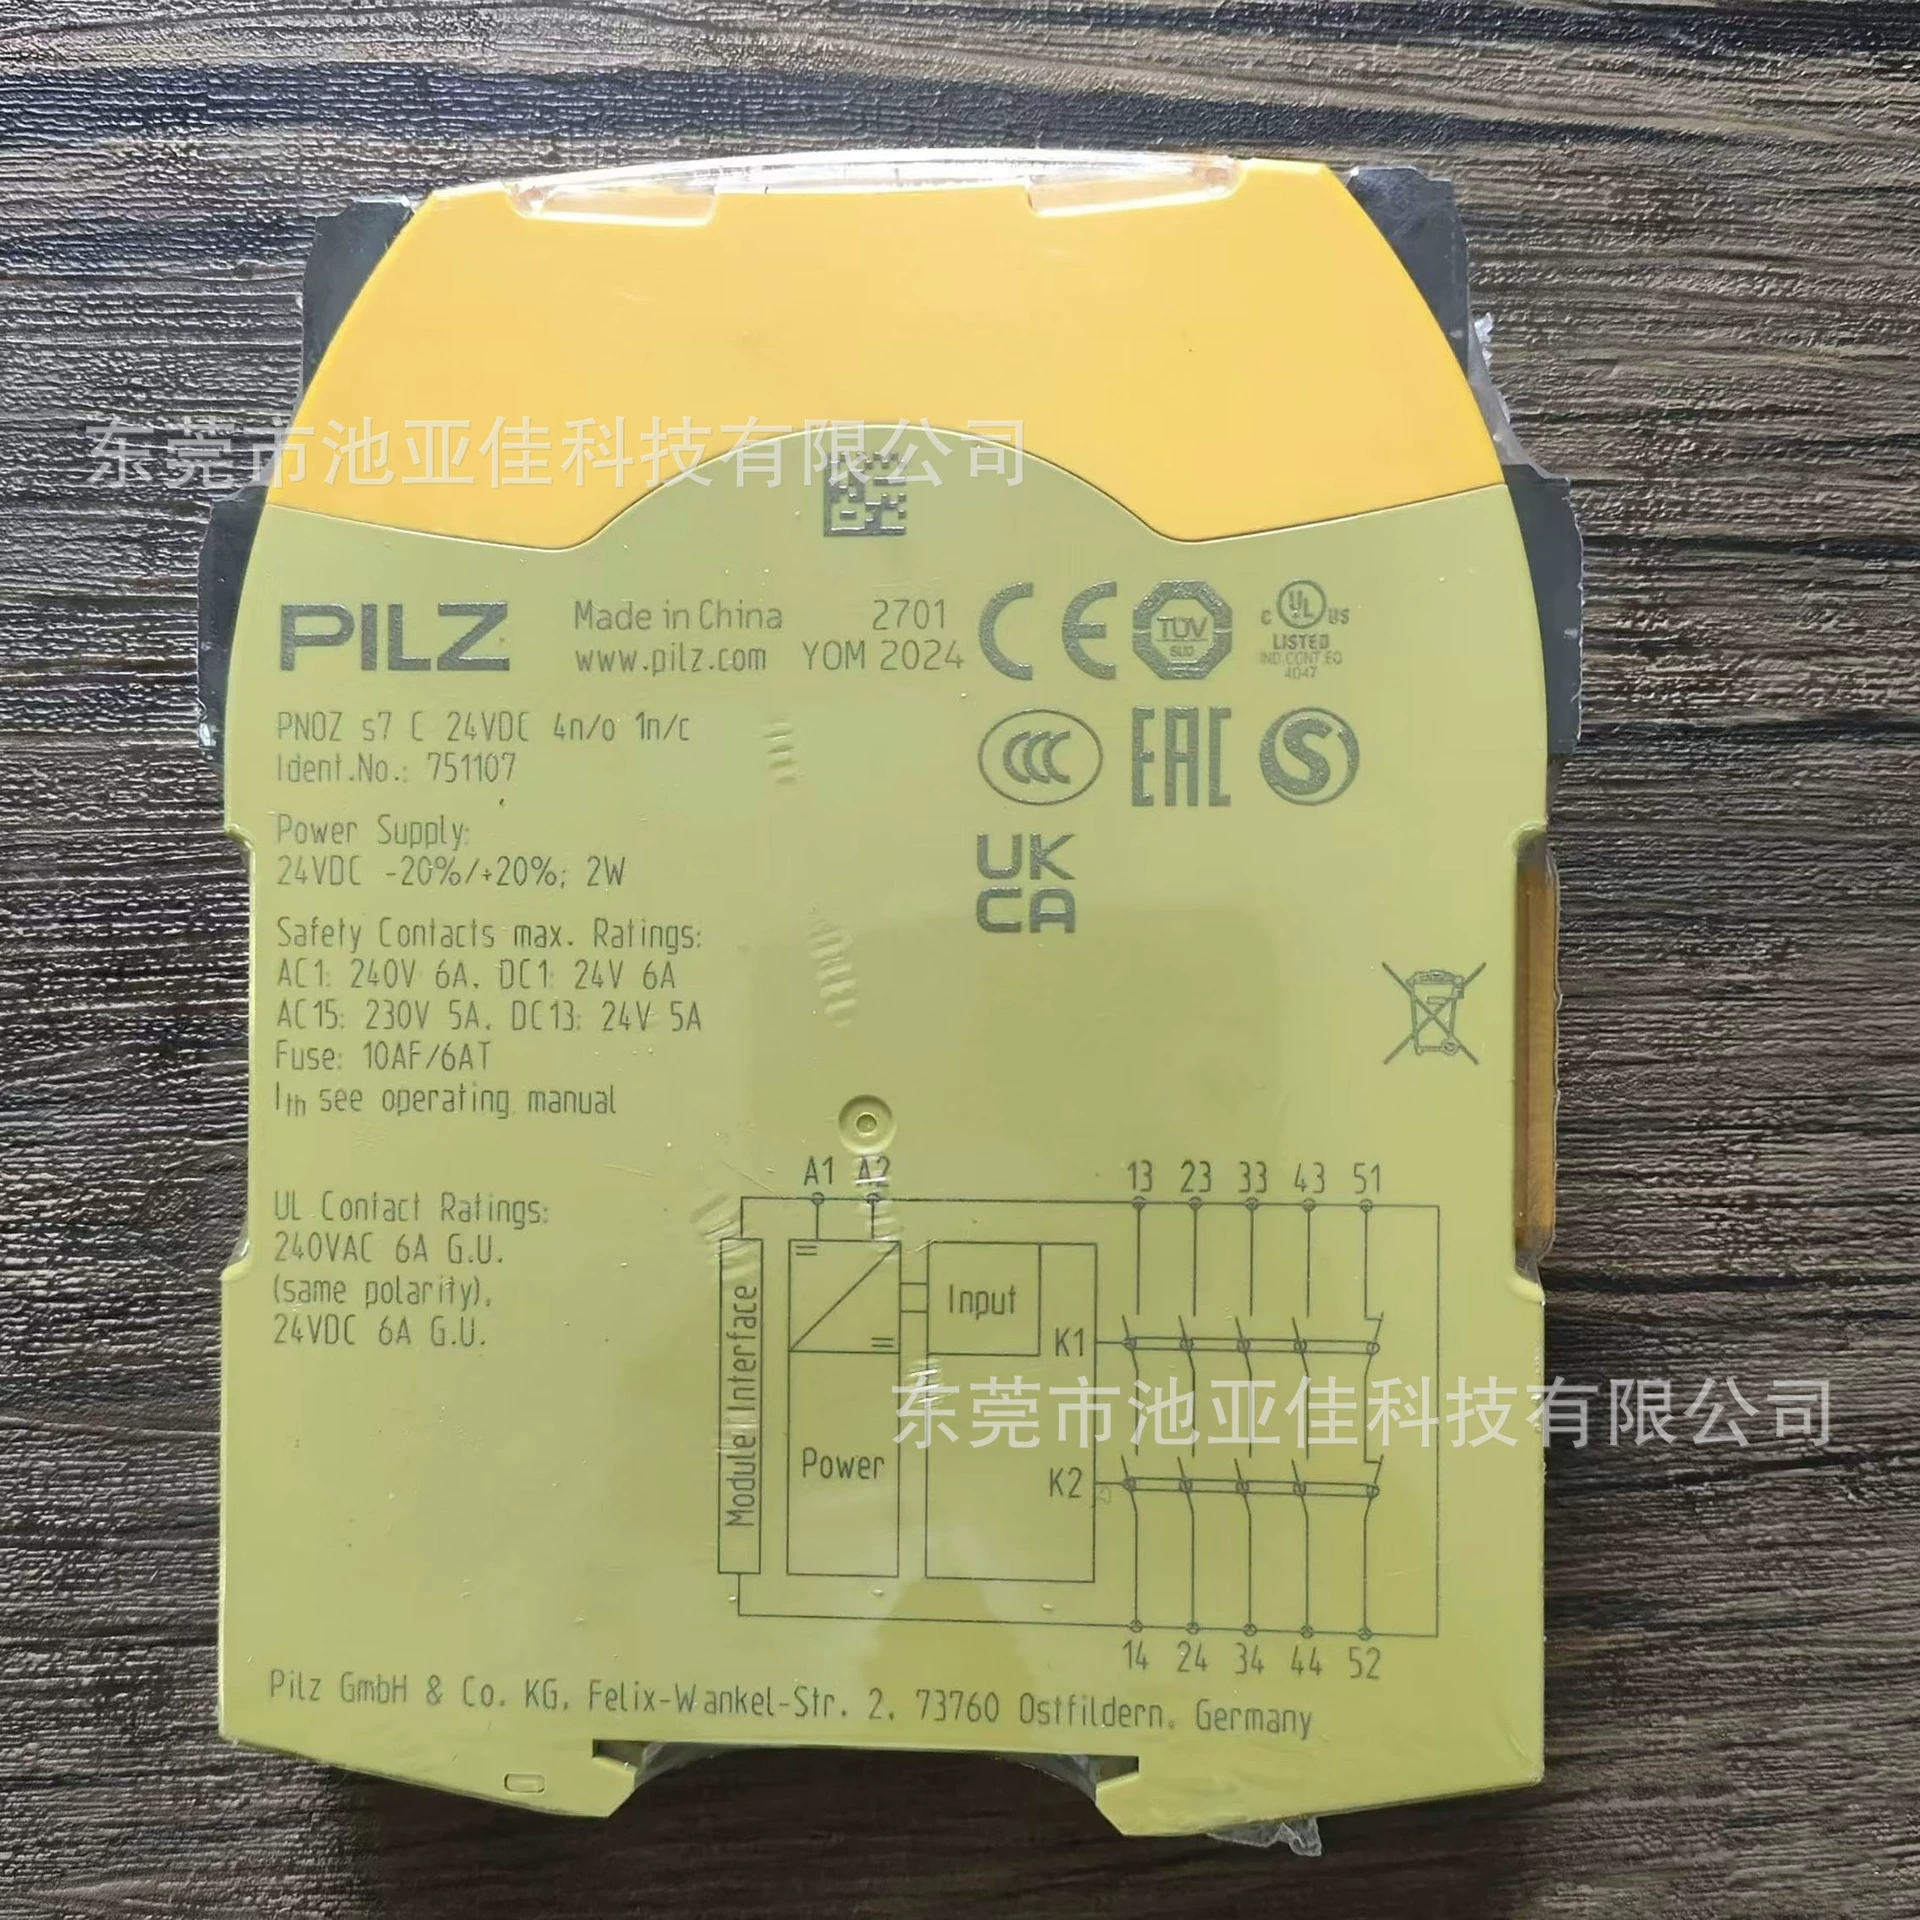 东莞市池亚佳科技有限公司
PILZ
Made in China 2701
www.pilz.com YOM 2024
CE
TÜV
SÜD
C UL US
LISTED
IND.CONT.EQ
4047
PNOZ s7 C 24VDC 4n/o 1n/c
Ident.No.: 751107
CCC
EAC
S
Power Supply:
24VDC -20%/+20%; 2W
UK
CA
Safety Contacts max. Ratings:
AC1: 240V 6A, DC1: 24V 6A
AC15: 230V 5A, DC13: 24V 5A
Fuse: 10AF/6AT
Ith see operating manual
UL Contact Ratings:
240VAC 6A G.U.
(same polarity),
24VDC 6A G.U.
A1 A2 13 23 33 43 51
Module Interface
Input
K1
东莞市池亚佳科技有限公司
Power
K2
14 24 34 44 52
Pilz GmbH & Co. KG, Felix-Wankel-Str. 2, 73760 Ostfildern, Germany